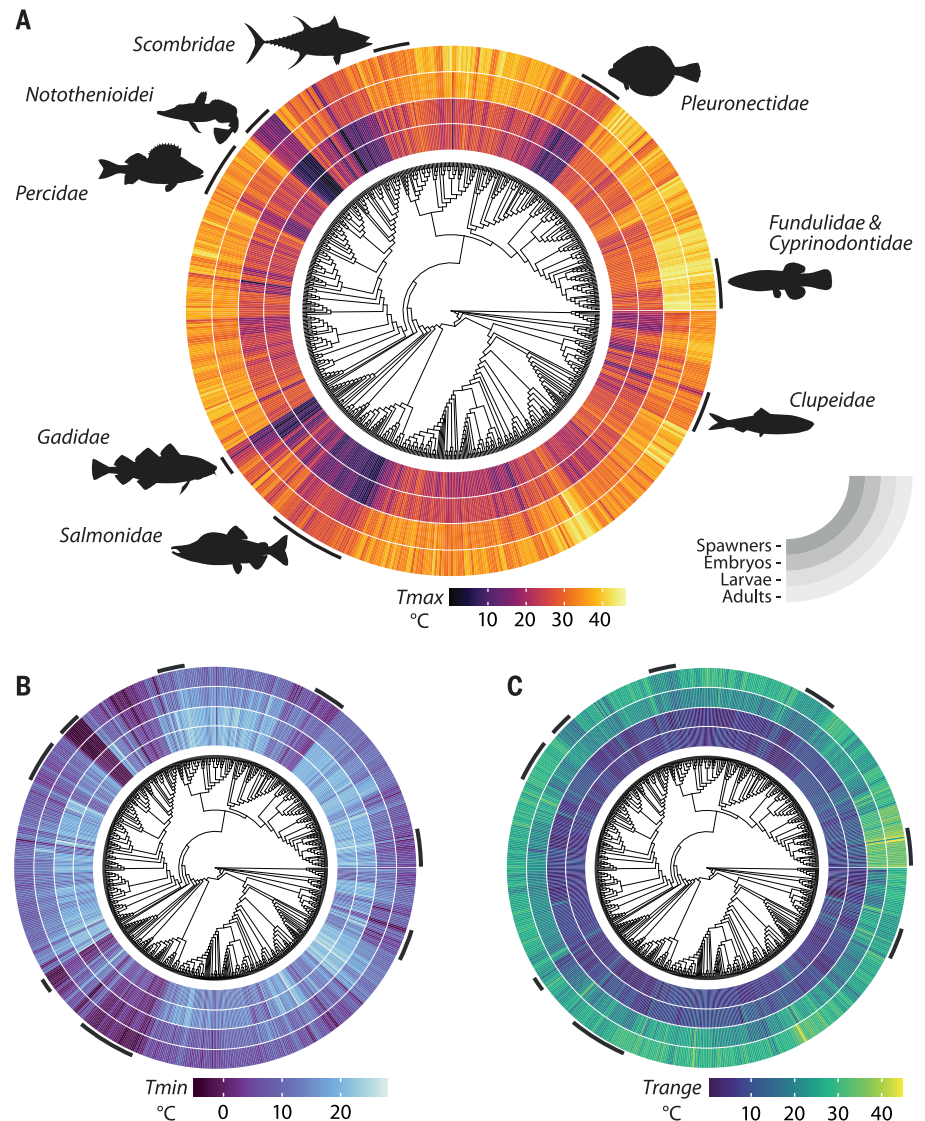 A
Scombridae
Notothenioidei
Percidae
Pleuronectidae
Fundulidae &
Cyprinodontidae
Clupeidae
Gadidae
Salmonidae
Spawners -
Embryos -
Larvae -
Adults -
Tmax
°C
10 20 30 40
B
Tmin
°C
0 10 20
C
Trange
°C
10 20 30 40